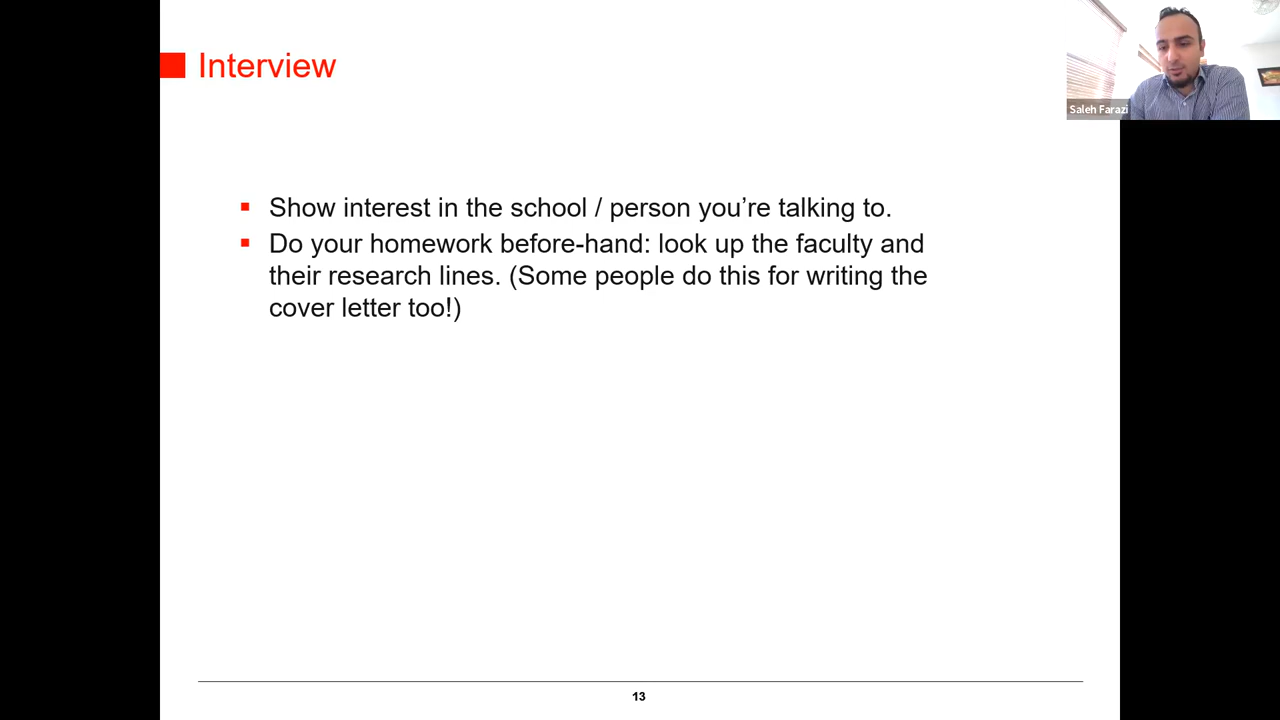 Interview
Saleh Farazi
▪ Show interest in the school / person you’re talking to.
▪ Do your homework before-hand: look up the faculty and
their research lines. (Some people do this for writing the
cover letter too!)
13